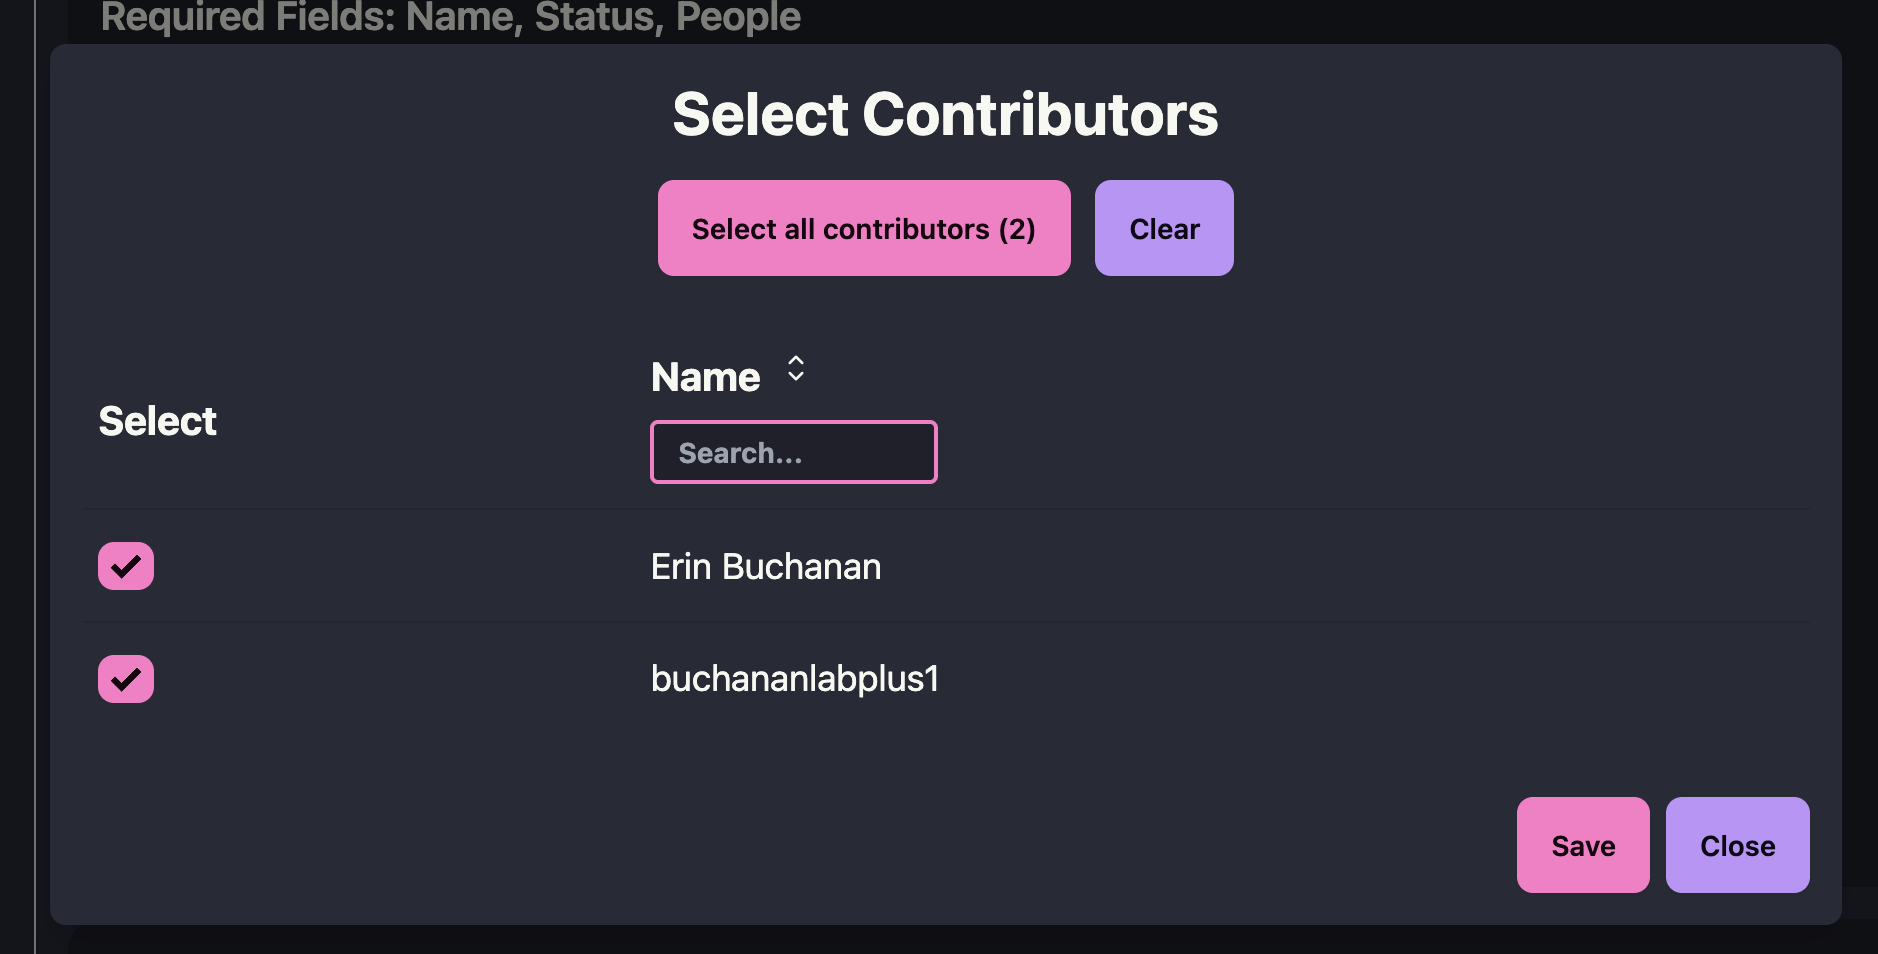 Required Fields: Name, Status, People
Select Contributors
Select all contributors (2)
Clear
Select
Name
Search...
Erin Buchanan
buchananlabplus1
Save
Close